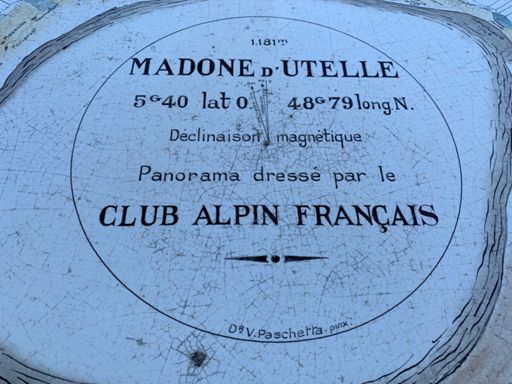 1.181m
MADONE D'UTELLE
5G40 lat O. 48G79 long N.
Déclinaison magnétique
Panorama dressé par le
CLUB ALPIN FRANÇAIS
Dr V. Paschetta. pinx.